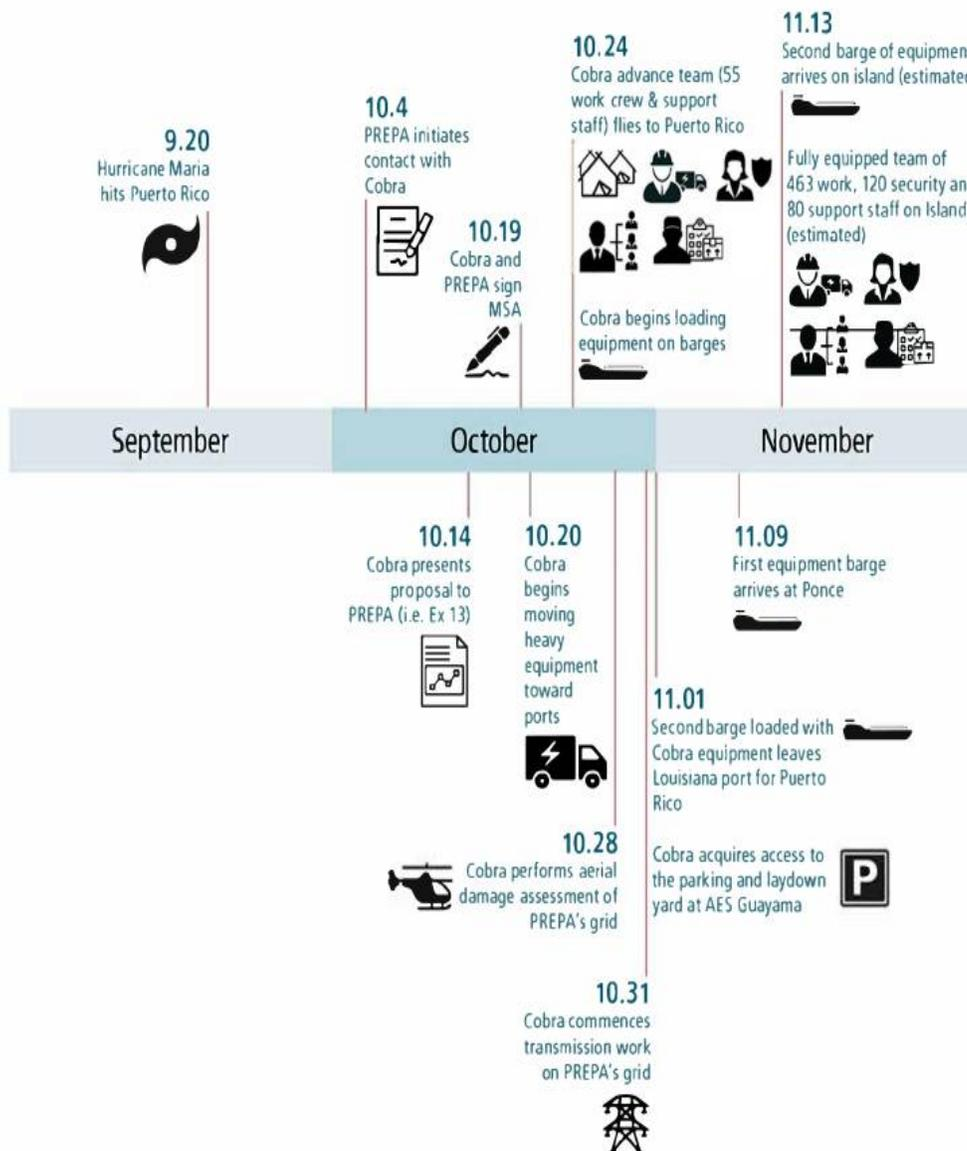 9.20
Hurricane Maria
hits Puerto Rico
10.4
PREPA initiates
contact with
Cobra
10.19
Cobra and
PREPA sign
MSA
10.24
Cobra advance team (55
work crew & support
staff) flies to Puerto Rico
Cobra begins loading
equipment on barges
11.13
Second barge of equipmen
arrives on island (estimated
Fully equipped team of
463 work, 120 security an
80 support staff on Island
(estimated)
September
October
November
10.14
Cobra presents
proposal to
PREPA (i.e. Ex 13)
10.20
Cobra
begins
moving
heavy
equipment
toward
ports
11.09
First equipment barge
arrives at Ponce
11.01
Second barge loaded with
Cobra equipment leaves
Louisiana port for Puerto
Rico
10.28
Cobra performs aerial
damage assessment of
PREPA's grid
Cobra acquires access to
the parking and laydown
yard at AES Guayama
P
10.31
Cobra commences
transmission work
on PREPA's grid